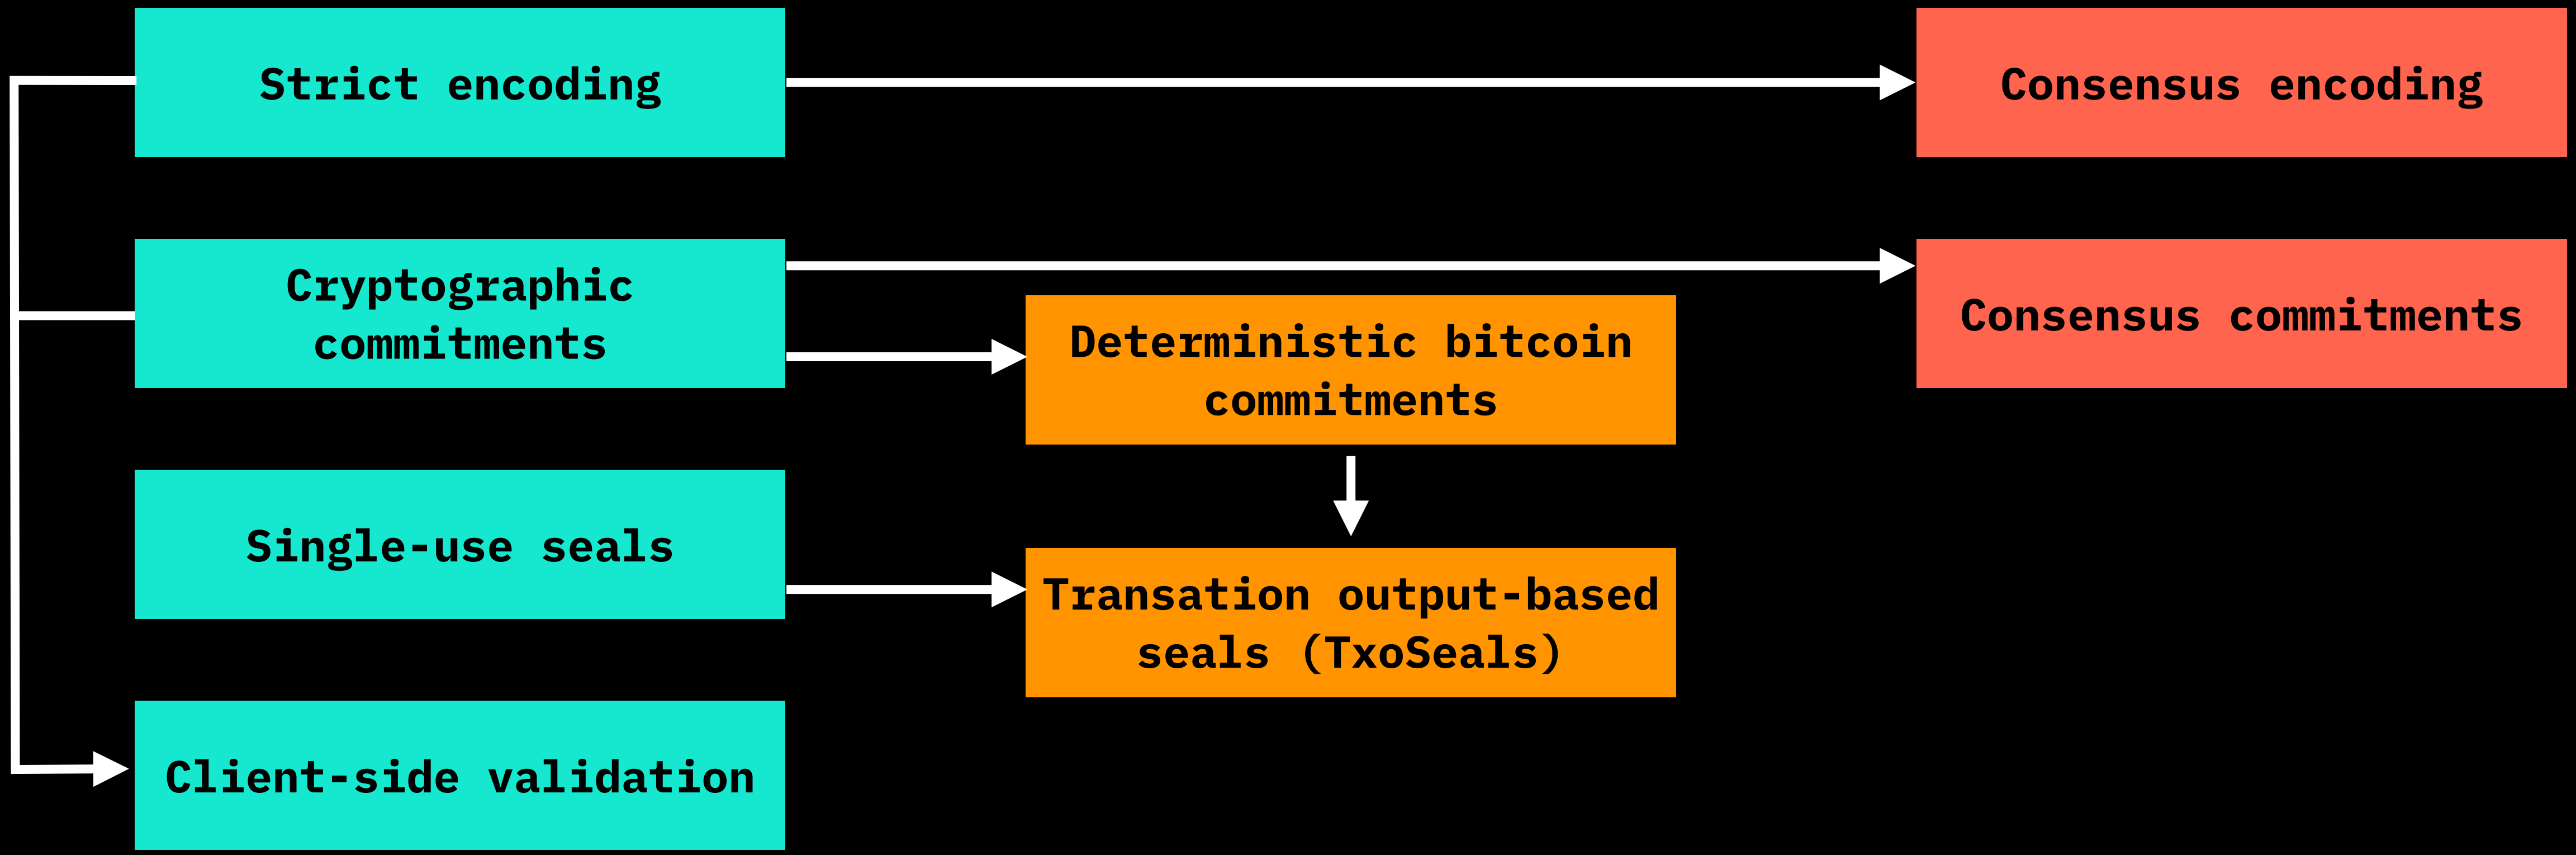 Strict encoding
Consensus encoding
Cryptographic
commitments
Consensus commitments
Deterministic bitcoin
commitments
Single-use seals
Transation output-based
seals (TxoSeals)
Client-side validation